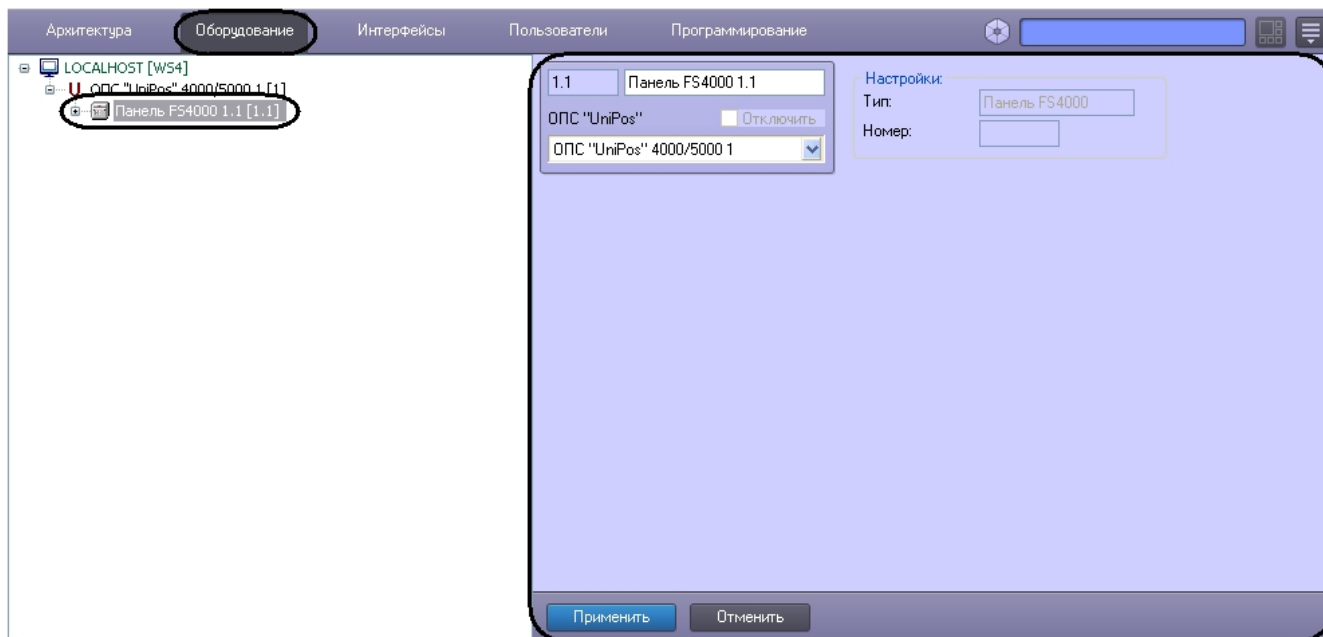 Архитектура Оборудование Интерфейсы Пользователи Программирование
LOCALHOST [WS4]
ОПС "UniPos" 4000/5000 1 [1]
Панель FS4000 1.1 [1.1]
1.1 Панель FS4000 1.1
ОПС "UniPos" Отключить
ОПС "UniPos" 4000/5000 1
Настройки:
Тип: Панель FS4000
Номер:
Применить Отменить